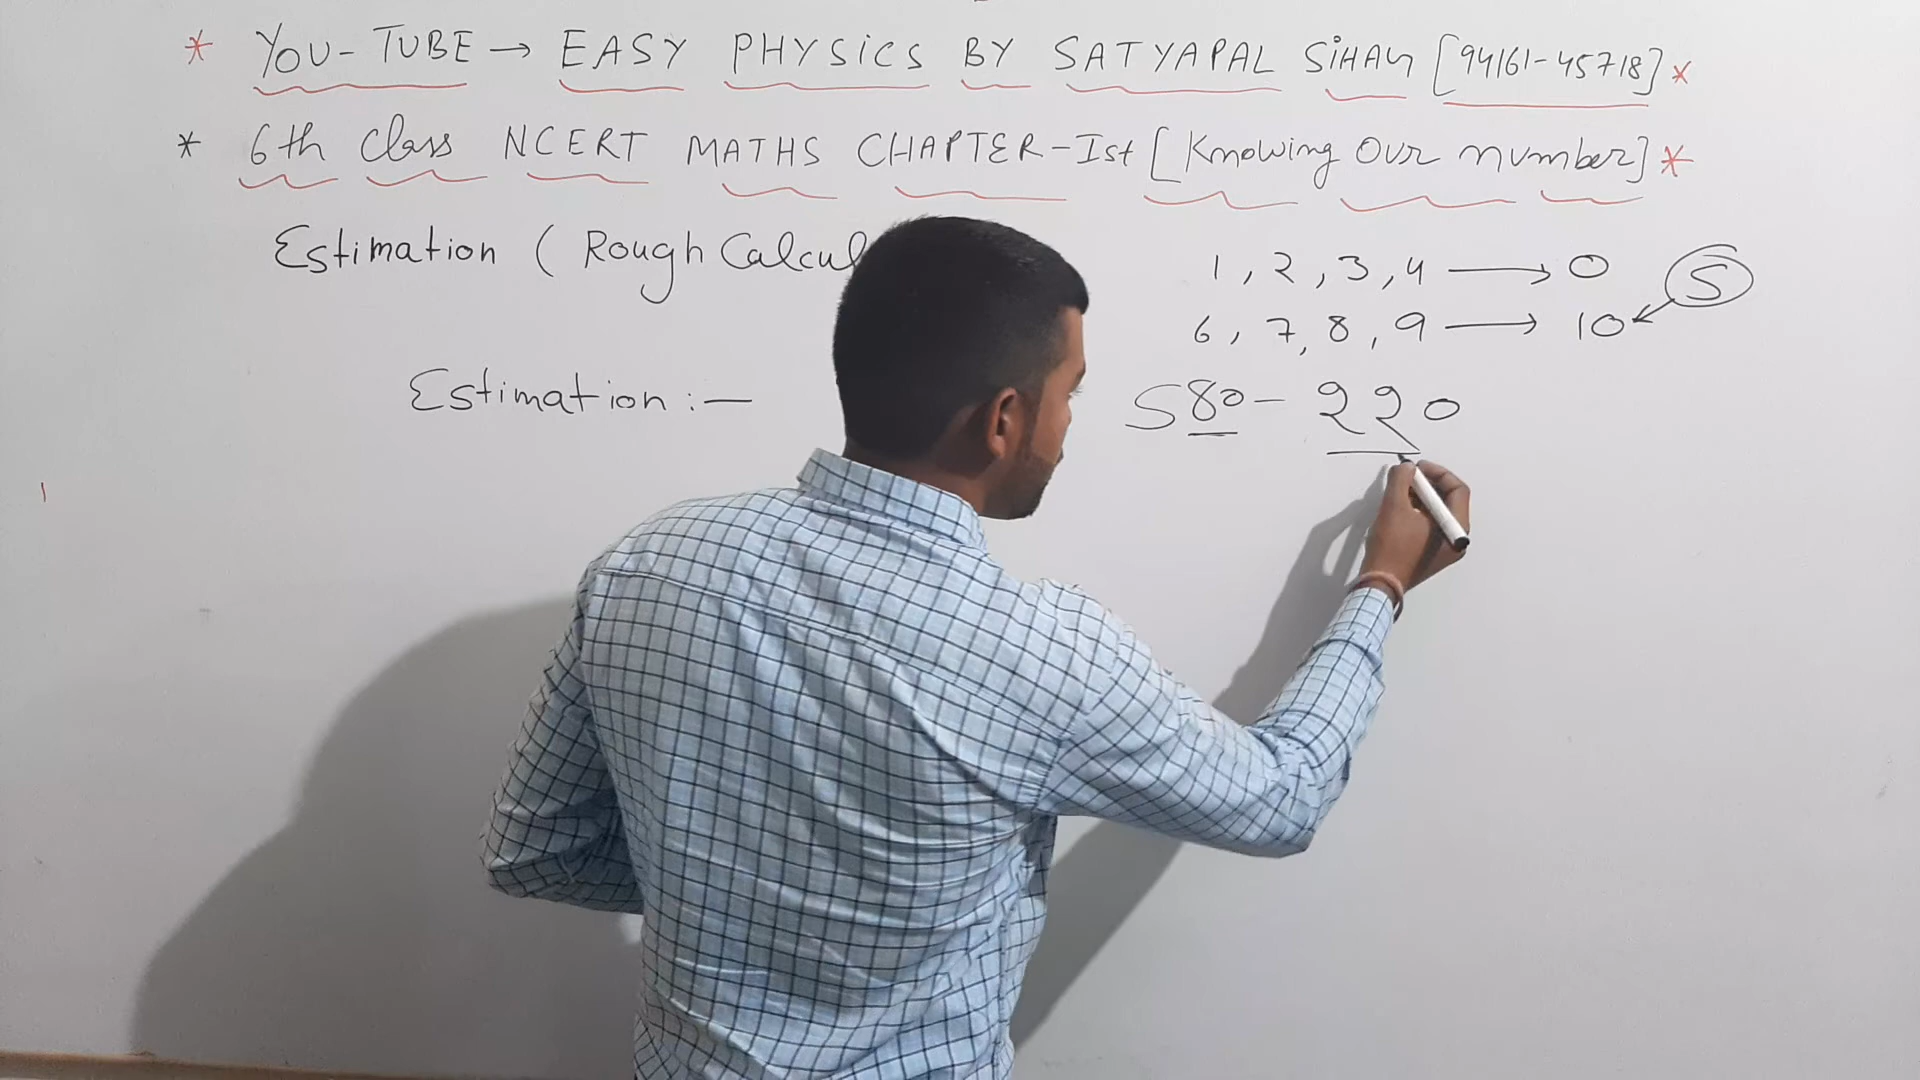 * YOU-TUBE → EASY PHYSICS BY SATYAPAL SIHAG [94161-45718] *
* 6th Class NCERT MATHS CHAPTER-Ist [Knowing Our number] *
Estimation ( Rough Calcul
1, 2, 3, 4 → 0
5
6, 7, 8, 9 → 10
Estimation :—
580 - 220